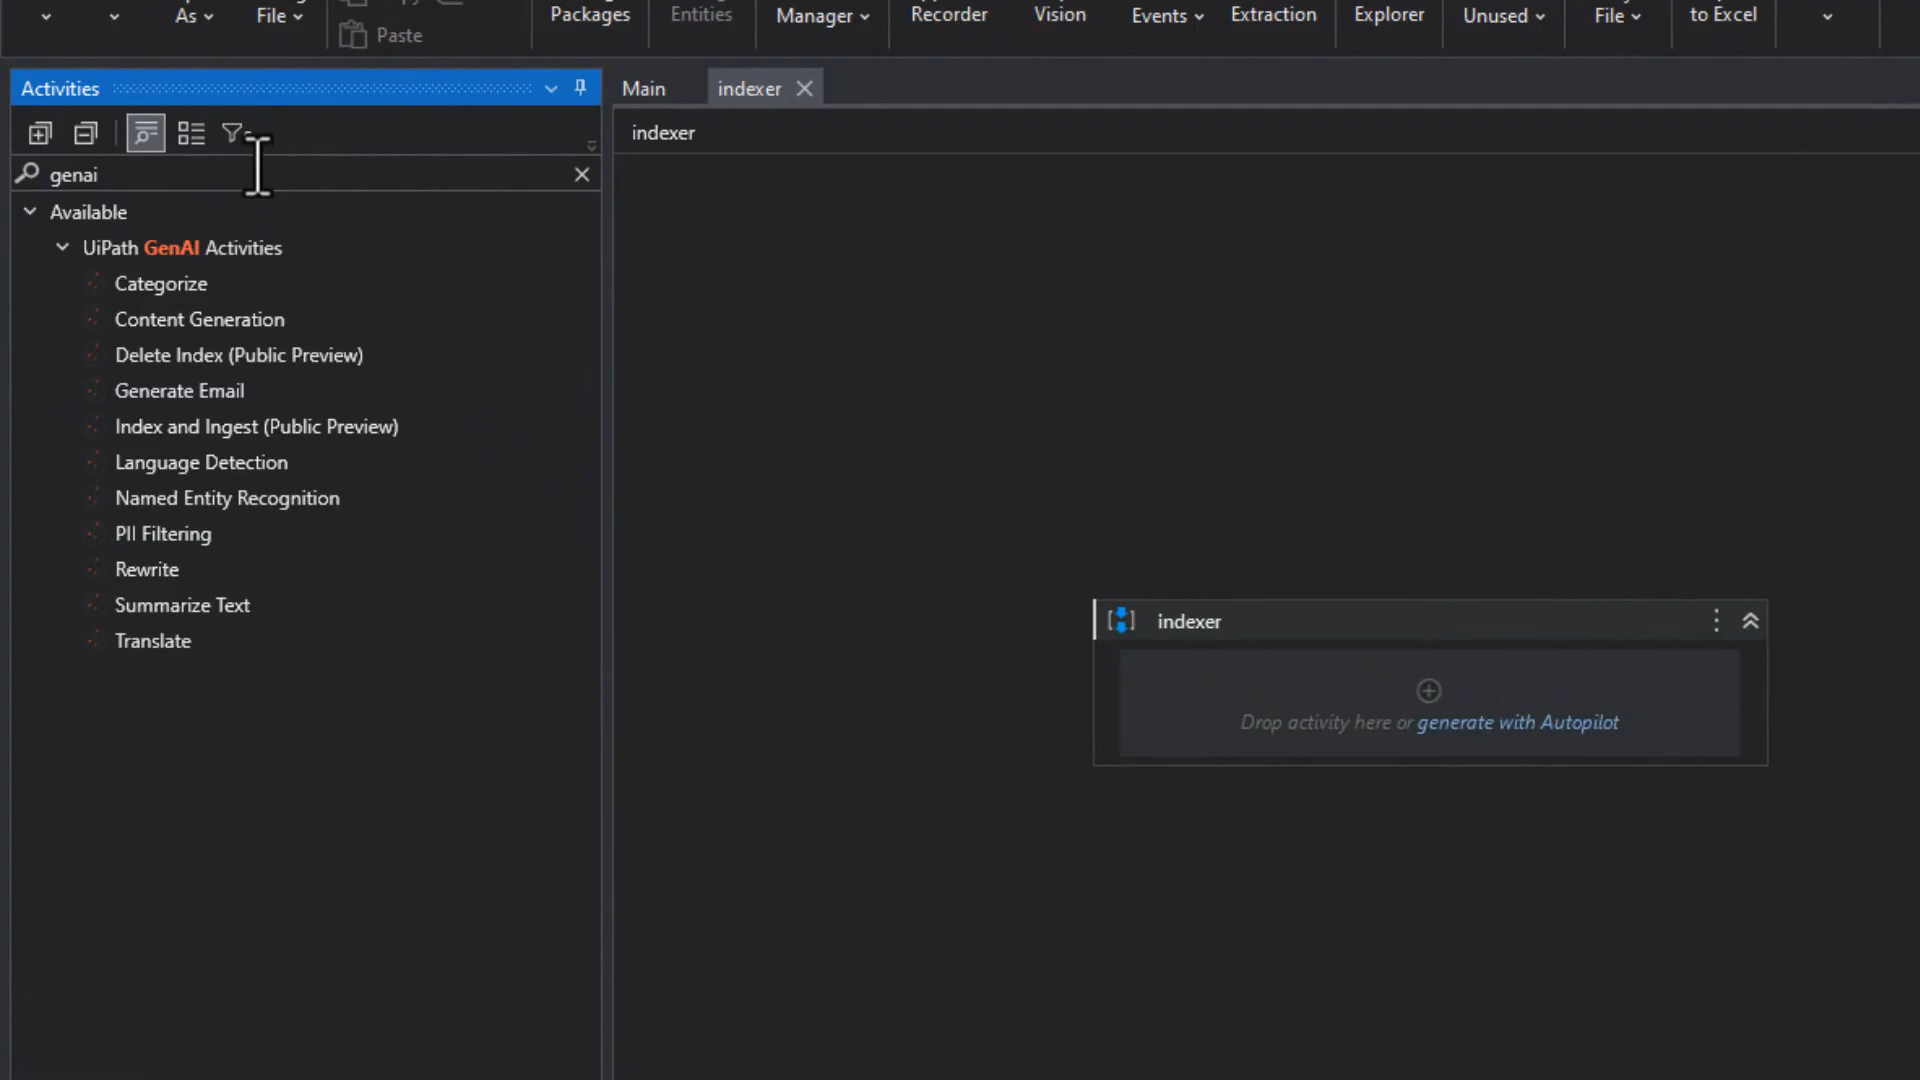 As
File
Paste
Packages
Entities
Manager
Recorder
Vision
Events
Extraction
Explorer
Unused
File
to Excel
Activities
Main
indexer
indexer
genai
Available
UiPath GenAI Activities
Categorize
Content Generation
Delete Index (Public Preview)
Generate Email
Index and Ingest (Public Preview)
Language Detection
Named Entity Recognition
PII Filtering
Rewrite
Summarize Text
Translate
indexer
Drop activity here or generate with Autopilot